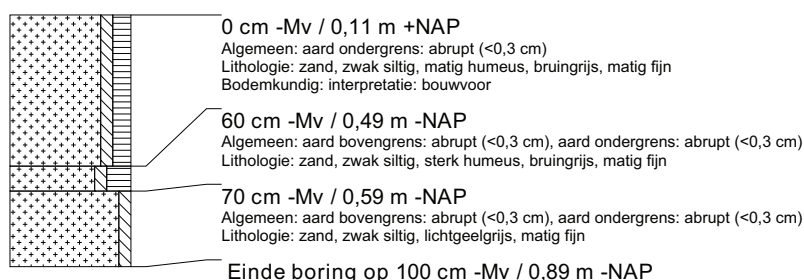 0 cm -Mv / 0,11 m +NAP
Algemeen: aard ondergrens: abrupt (<0,3 cm)
Lithologie: zand, zwak siltig, matig humeus, bruingrijs, matig fijn
Bodemkundig: interpretatie: bouwvoor
60 cm -Mv / 0,49 m -NAP
Algemeen: aard bovengrens: abrupt (<0,3 cm), aard ondergrens: abrupt (<0,3 cm)
Lithologie: zand, zwak siltig, sterk humeus, bruingrijs, matig fijn
70 cm -Mv / 0,59 m -NAP
Algemeen: aard bovengrens: abrupt (<0,3 cm), aard ondergrens: abrupt (<0,3 cm)
Lithologie: zand, zwak siltig, lichtgeelgrijs, matig fijn
Einde boring op 100 cm -Mv / 0,89 m -NAP